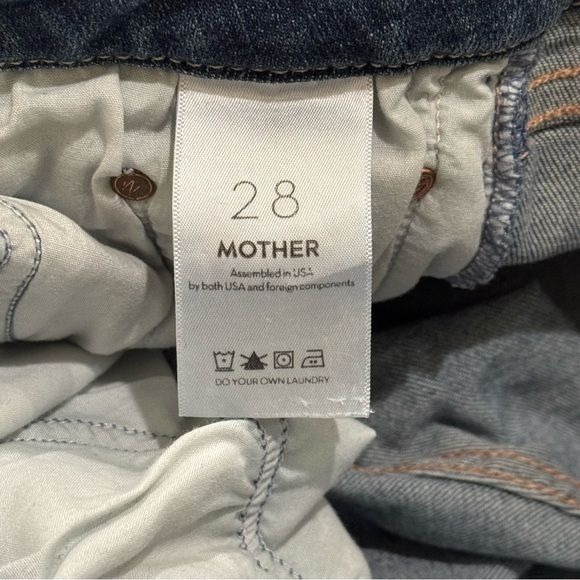 28
MOTHER
Assembled in USA
by both USA and foreign components
DO YOUR OWN LAUNDRY